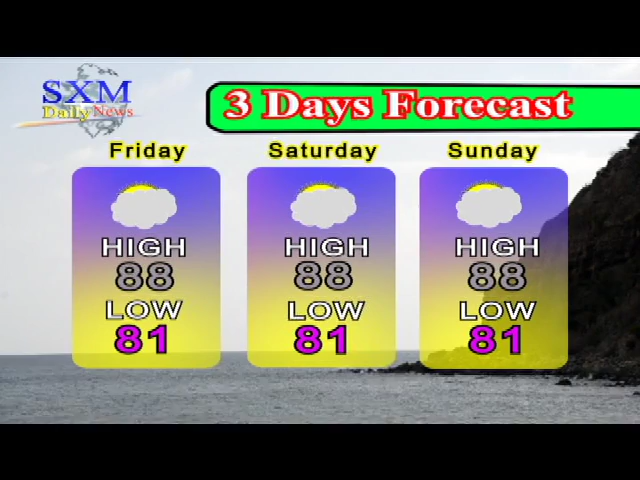 SXM
Daily News
3 Days Forecast
Friday Saturday Sunday
HIGH HIGH HIGH
88 88 88
LOW LOW LOW
81 81 81